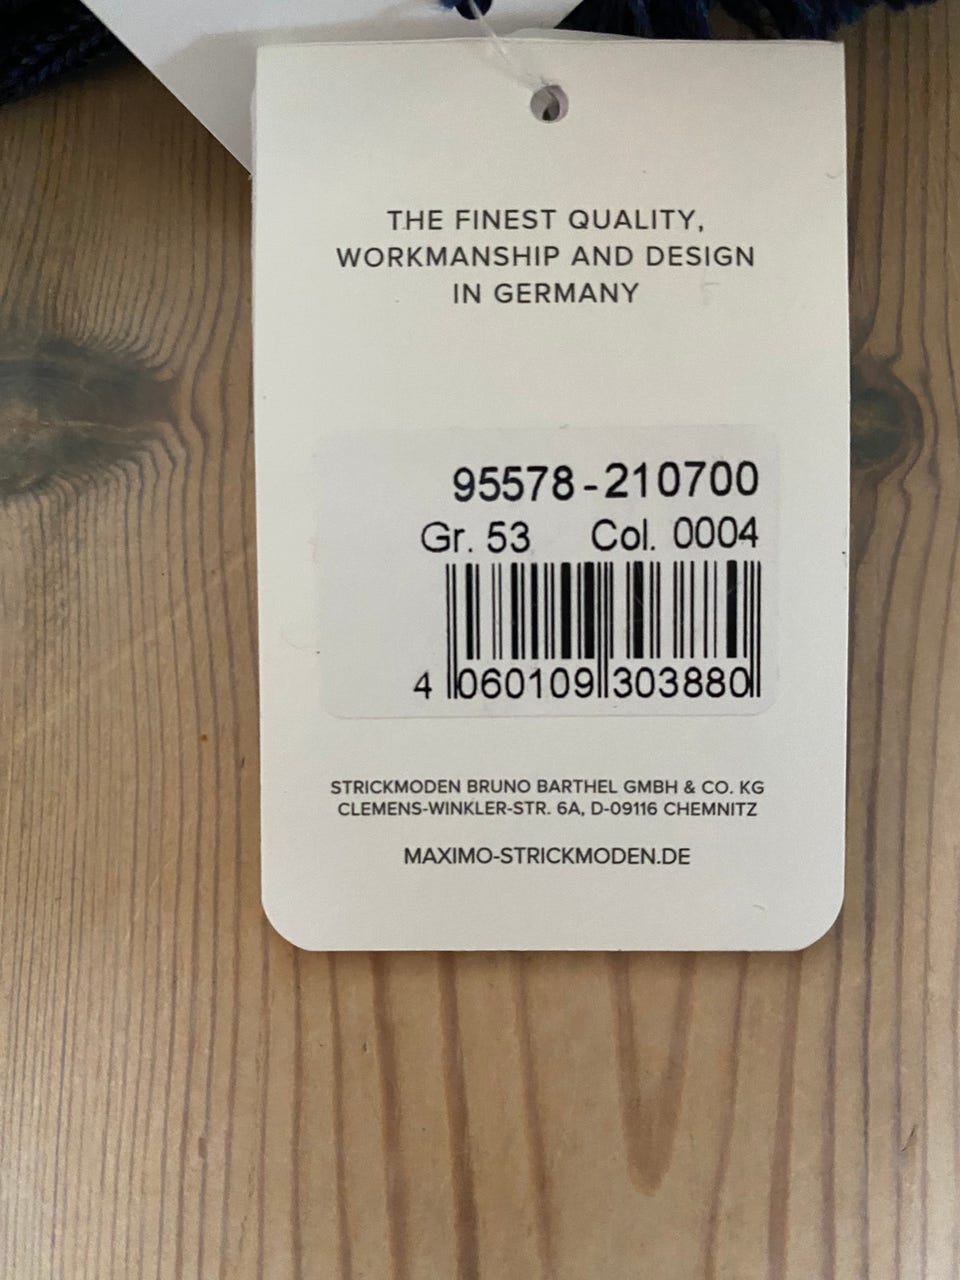 THE FINEST QUALITY,
WORKMANSHIP AND DESIGN
IN GERMANY
95578-210700
Gr. 53 Col. 0004
4 060109 303880
STRICKMODEN BRUNO BARTHEL GMBH & CO. KG
CLEMENS-WINKLER-STR. 6A, D-09116 CHEMNITZ
MAXIMO-STRICKMODEN.DE